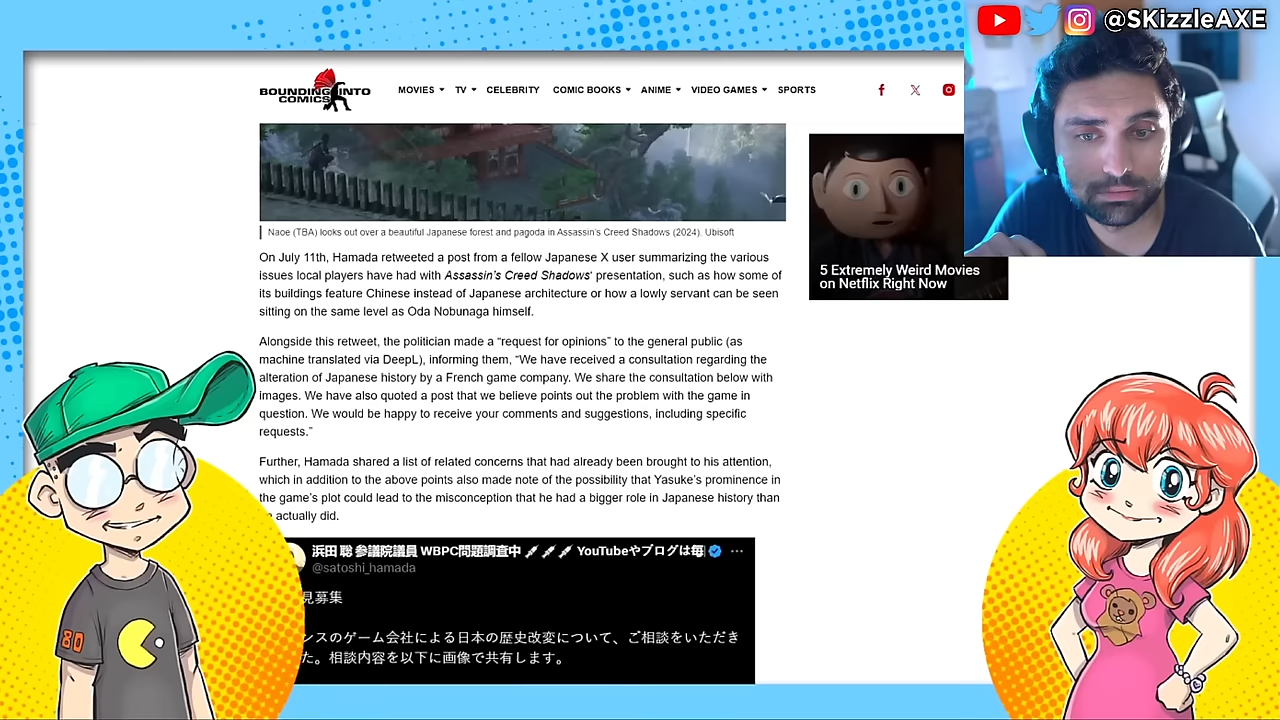 @SKizzleAXE
BOUNDING INTO
COMICS
MOVIES TV CELEBRITY COMIC BOOKS ANIME VIDEO GAMES SPORTS
Naoe (TBA) looks out over a beautiful Japanese forest and pagoda in Assassin's Creed Shadows (2024), Ubisoft
5 Extremely Weird Movies
on Netflix Right Now
On July 11th, Hamada retweeted a post from a fellow Japanese X user summarizing the various
issues local players have had with Assassin's Creed Shadows' presentation, such as how some of
its buildings feature Chinese instead of Japanese architecture or how a lowly servant can be seen
sitting on the same level as Oda Nobunaga himself.
Alongside this retweet, the politician made a “request for opinions” to the general public (as
machine translated via DeepL), informing them, “We have received a consultation regarding the
alteration of Japanese history by a French game company. We share the consultation below with
images. We have also quoted a post that we believe points out the problem with the game in
question. We would be happy to receive your comments and suggestions, including specific
requests.”
Further, Hamada shared a list of related concerns that had already been brought to his attention,
which in addition to the above points also made note of the possibility that Yasuke's prominence in
the game's plot could lead to the misconception that he had a bigger role in Japanese history than
actually did.
浜田 聡 参議院議員 WBPC問題調査中 YouTubeやブログは毎
@satoshi_hamada
見募集
ンスのゲーム会社による日本の歴史改変について、ご相談をいただき
た。相談内容を以下に画像で共有します。
80